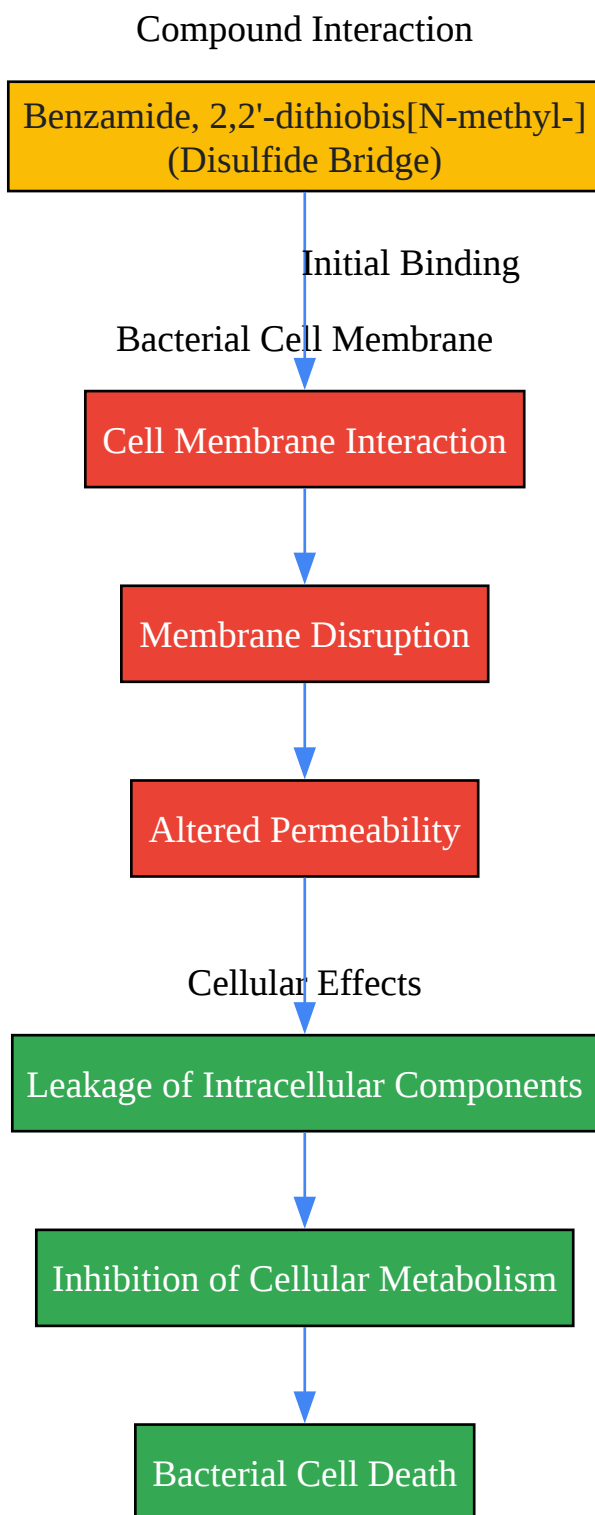 Compound Interaction
Benzamide, 2,2'-dithiobis[N-methyl-]
(Disulfide Bridge)
Initial Binding
Bacterial Cell Membrane
Cell Membrane Interaction
Membrane Disruption
Altered Permeability
Cellular Effects
Leakage of Intracellular Components
Inhibition of Cellular Metabolism
Bacterial Cell Death